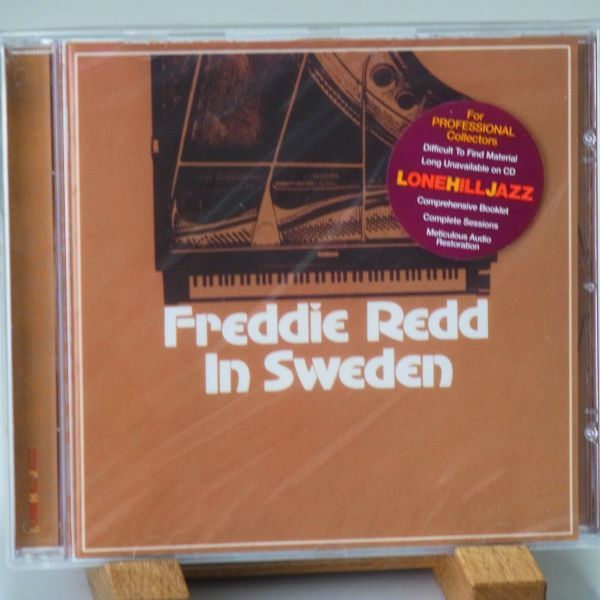 For
PROFESSIONAL
Collectors
Difficult To Find Material
Long Unavailable on CD
LONEHILLJAZZ
Comprehensive Booklet
Complete Sessions
Meticulous Audio
Restoration
Freddie Redd
In Sweden
LONEHILLJAZZ